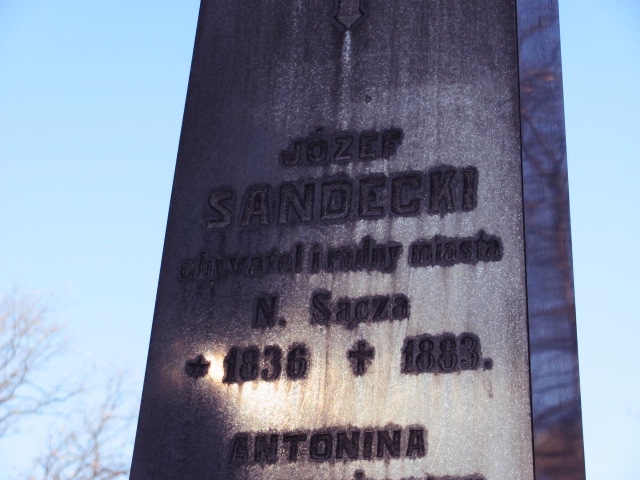 JÓZEF
SANDECKI
obywatel i radny miasta
N. Sącza
★ 1836 ✝ 1883.
ANTONINA